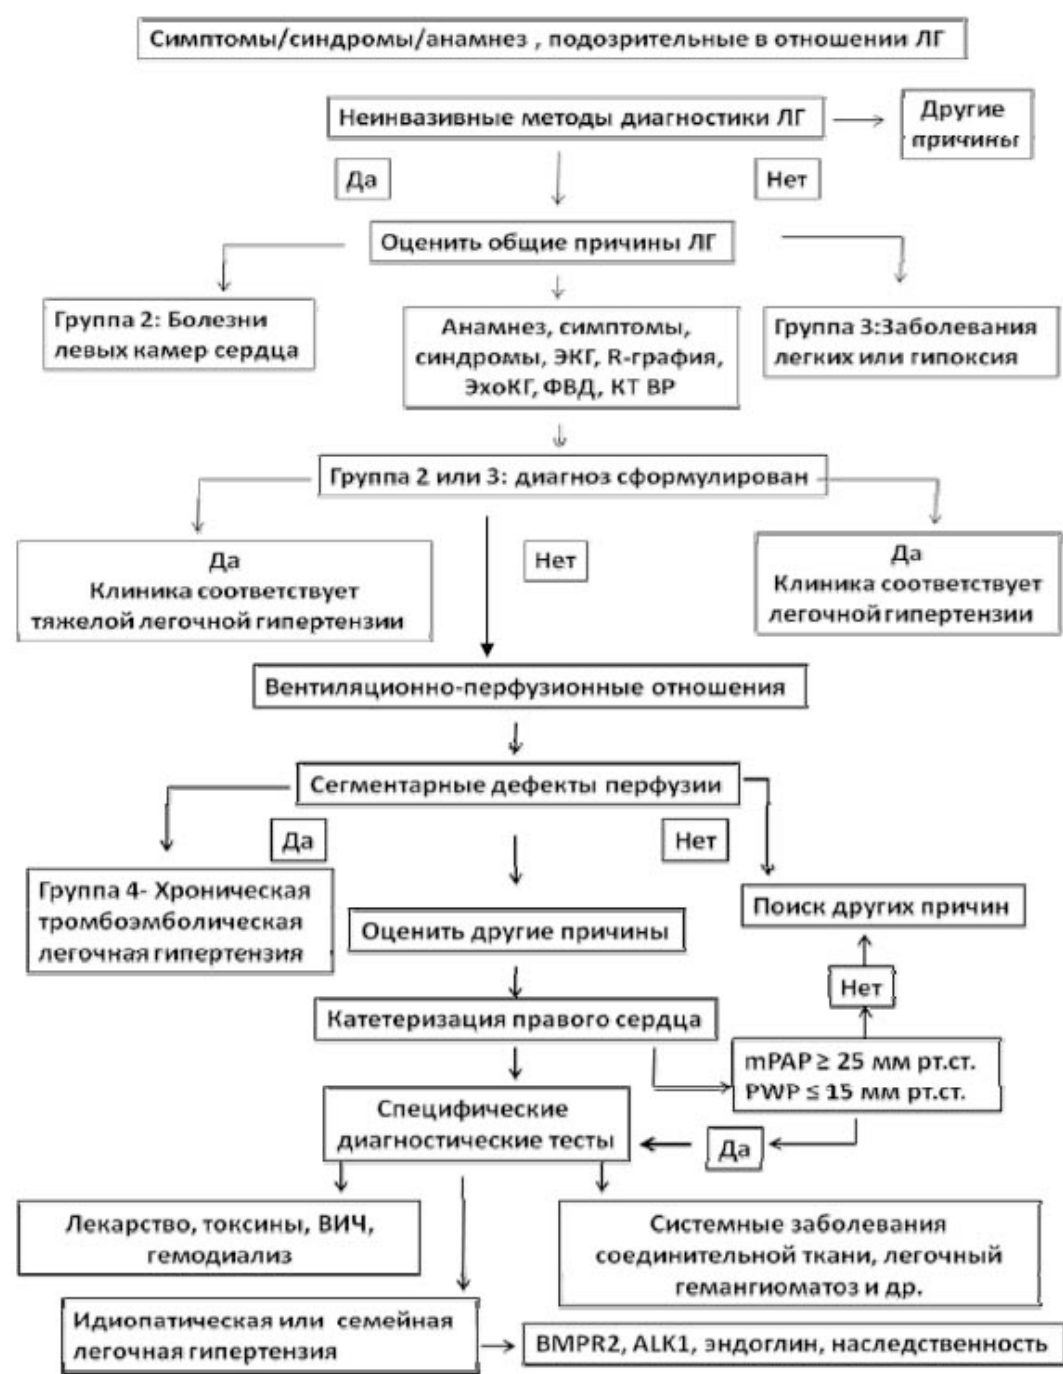 Симптомы/синдромы/анамнез , подозрительные в отношении ЛГ
Неинвазивные методы диагностики ЛГ
Другие
причины
Да
Нет
Оценить общие причины ЛГ
Группа 2: Болезни
левых камер сердца
Анамнез, симптомы,
синдромы, ЭКГ, R-графия,
ЭхоКГ, ФВД, КТ ВР
Группа 3:Заболевания
легких или гипоксия
Группа 2 или 3: диагноз сформулирован
Да
Клиника соответствует
тяжелой легочной гипертензии
Нет
Да
Клиника соответствует
легочной гипертензии
Вентиляционно-перфузионные отношения
Сегментарные дефекты перфузии
Да
Нет
Группа 4- Хроническая
тромбоэмболическая
легочная гипертензия
Оценить другие причины
Поиск других причин
Нет
Катетеризация правого сердца
mPAP ≥ 25 мм рт.ст.
PWP ≤ 15 мм рт.ст.
Специфические
диагностические тесты
Да
Лекарство, токсины, ВИЧ,
гемодиализ
Системные заболевания
соединительной ткани, легочный
гемангиоматоз и др.
Идиопатическая или семейная
легочная гипертензия
BMPR2, ALK1, эндоглин, наследственность